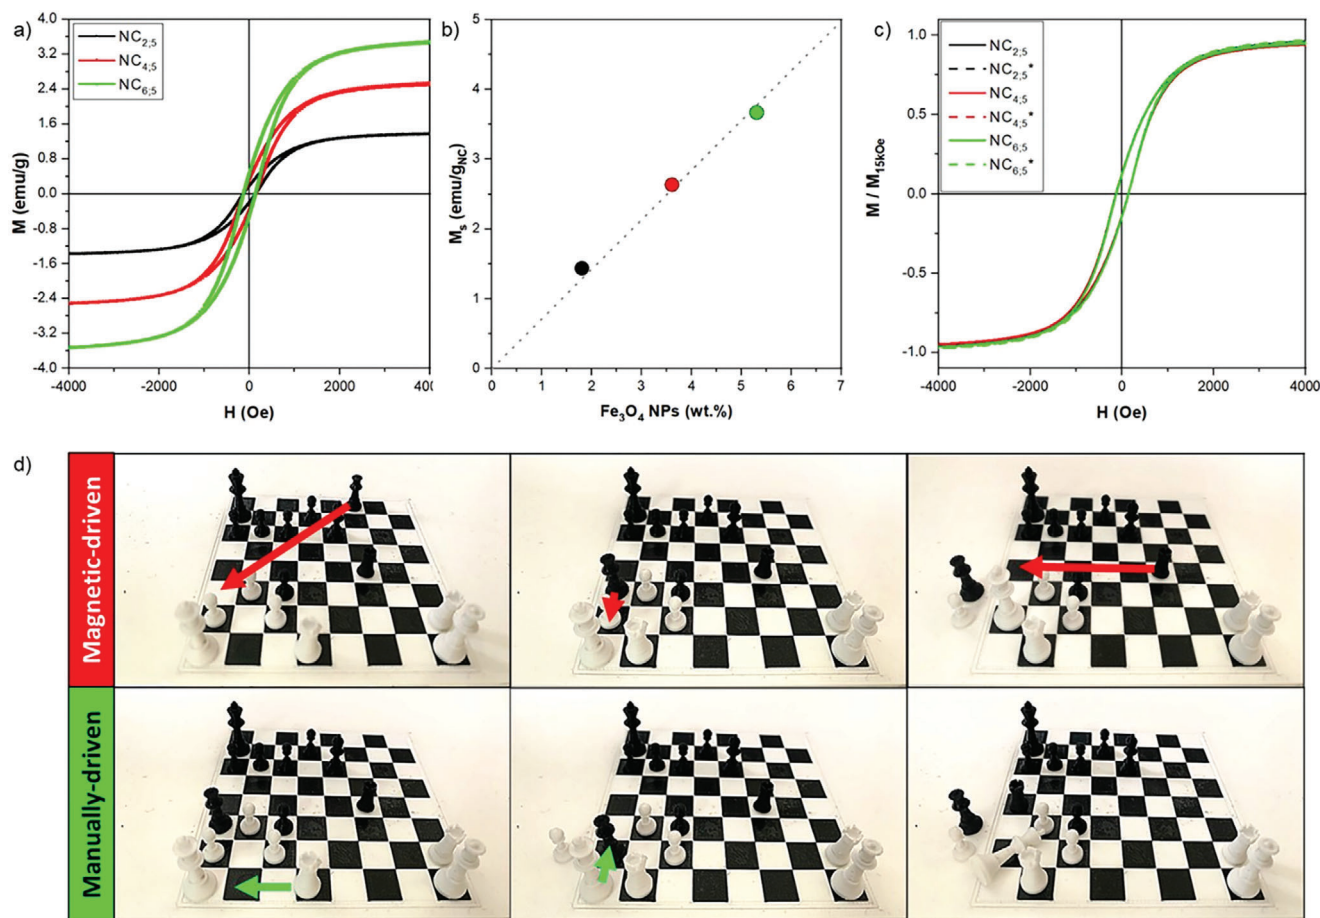 a)
4.0
3.2
2.4
1.6
0.8
0.0
-0.8
-1.6
-2.4
-3.2
-4.0
M (emu/g)
NC2;5
NC4;5
NC6;5
-4000
-2000
0
2000
4000
H (Oe)
b)
5
4
3
2
1
0
Ms (emu/gNC)
0
1
2
3
4
5
6
7
Fe3O4 NPs (wt.%)
c)
1.0
0.5
0.0
-0.5
-1.0
M / M15kOe
NC2;5
NC2;5*
NC4;5
NC4;5*
NC6;5
NC6;5*
-4000
-2000
0
2000
4000
H (Oe)
d)
Magnetic-driven
Manually-driven